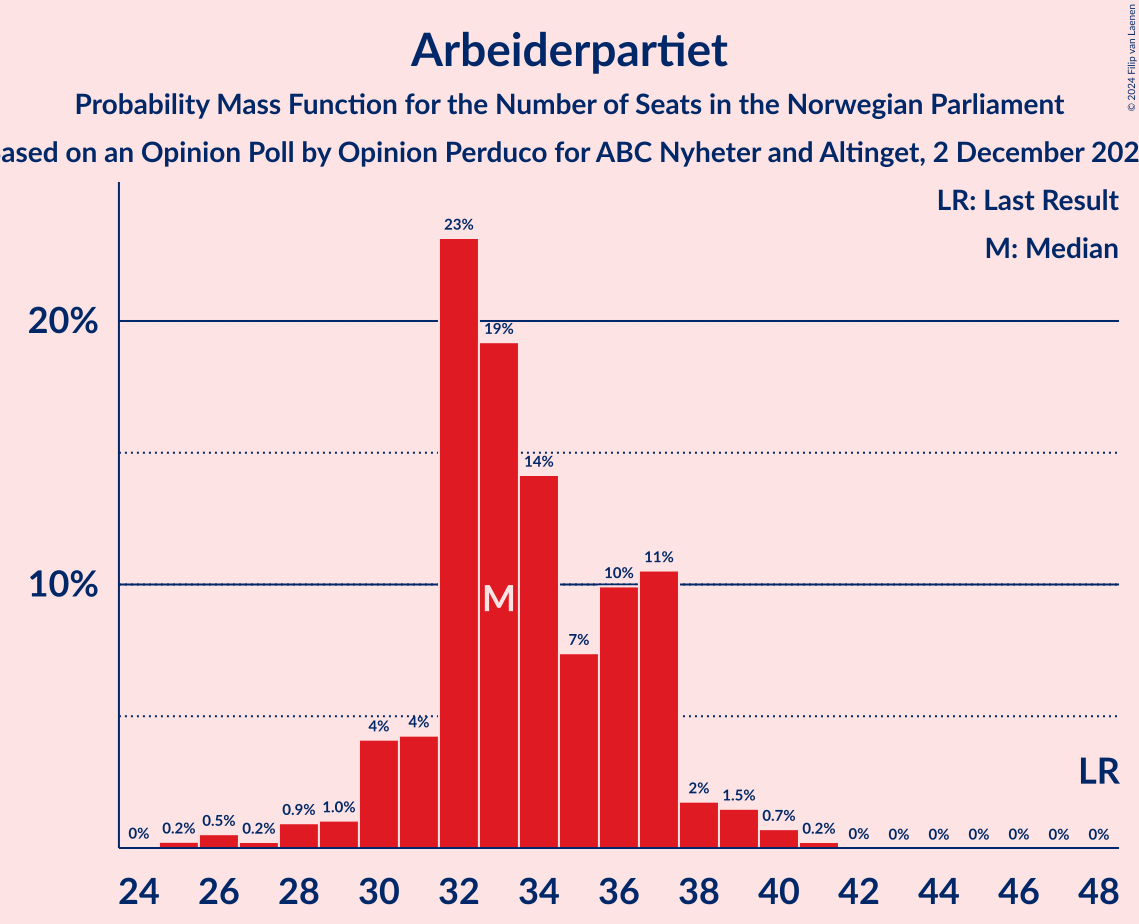 © 2024 Filip van Laenen
Arbeiderpartiet
Probability Mass Function for the Number of Seats in the Norwegian Parliament
ased on an Opinion Poll by Opinion Perduco for ABC Nyheter and Altinget, 2 December 202
LR: Last Result
M: Median
20%
10%
0% 0.2% 0.5% 0.2% 0.9% 1.0% 4% 4% 23% 19% 14% 7% 10% 11% 2% 1.5% 0.7% 0.2% 0% 0% 0% 0% 0% 0% 0%
M
LR
24 26 28 30 32 34 36 38 40 42 44 46 48